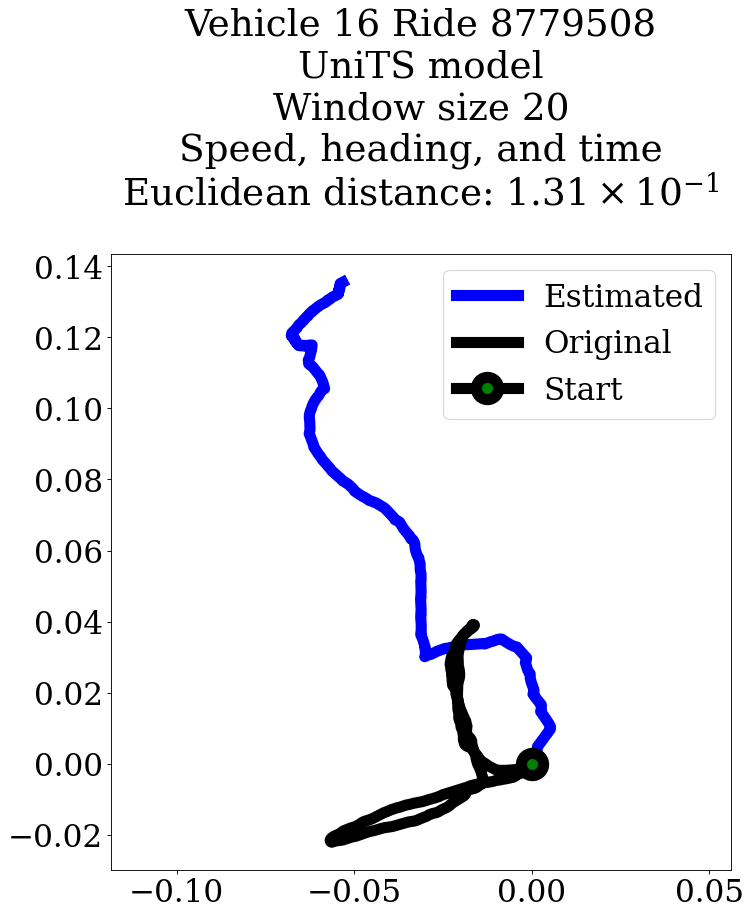 Vehicle 16 Ride 8779508
UniTS model
Window size 20
Speed, heading, and time
Euclidean distance: 1.31 × 10⁻¹
Estimated
Original
Start
0.14
0.12
0.10
0.08
0.06
0.04
0.02
0.00
−0.02
−0.10
−0.05
0.00
0.05